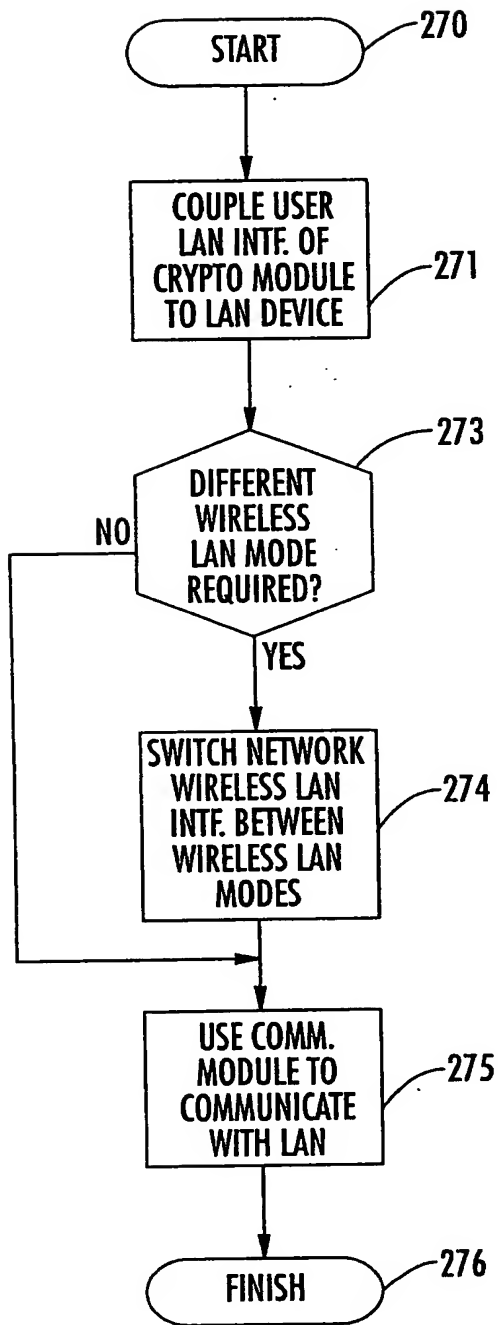 START
270
COUPLE USER
LAN INTF. OF
CRYPTO MODULE
TO LAN DEVICE
271
273
DIFFERENT
WIRELESS
LAN MODE
REQUIRED?
NO
YES
SWITCH NETWORK
WIRELESS LAN
INTF. BETWEEN
WIRELESS LAN
MODES
274
USE COMM.
MODULE TO
COMMUNICATE
WITH LAN
275
FINISH
276